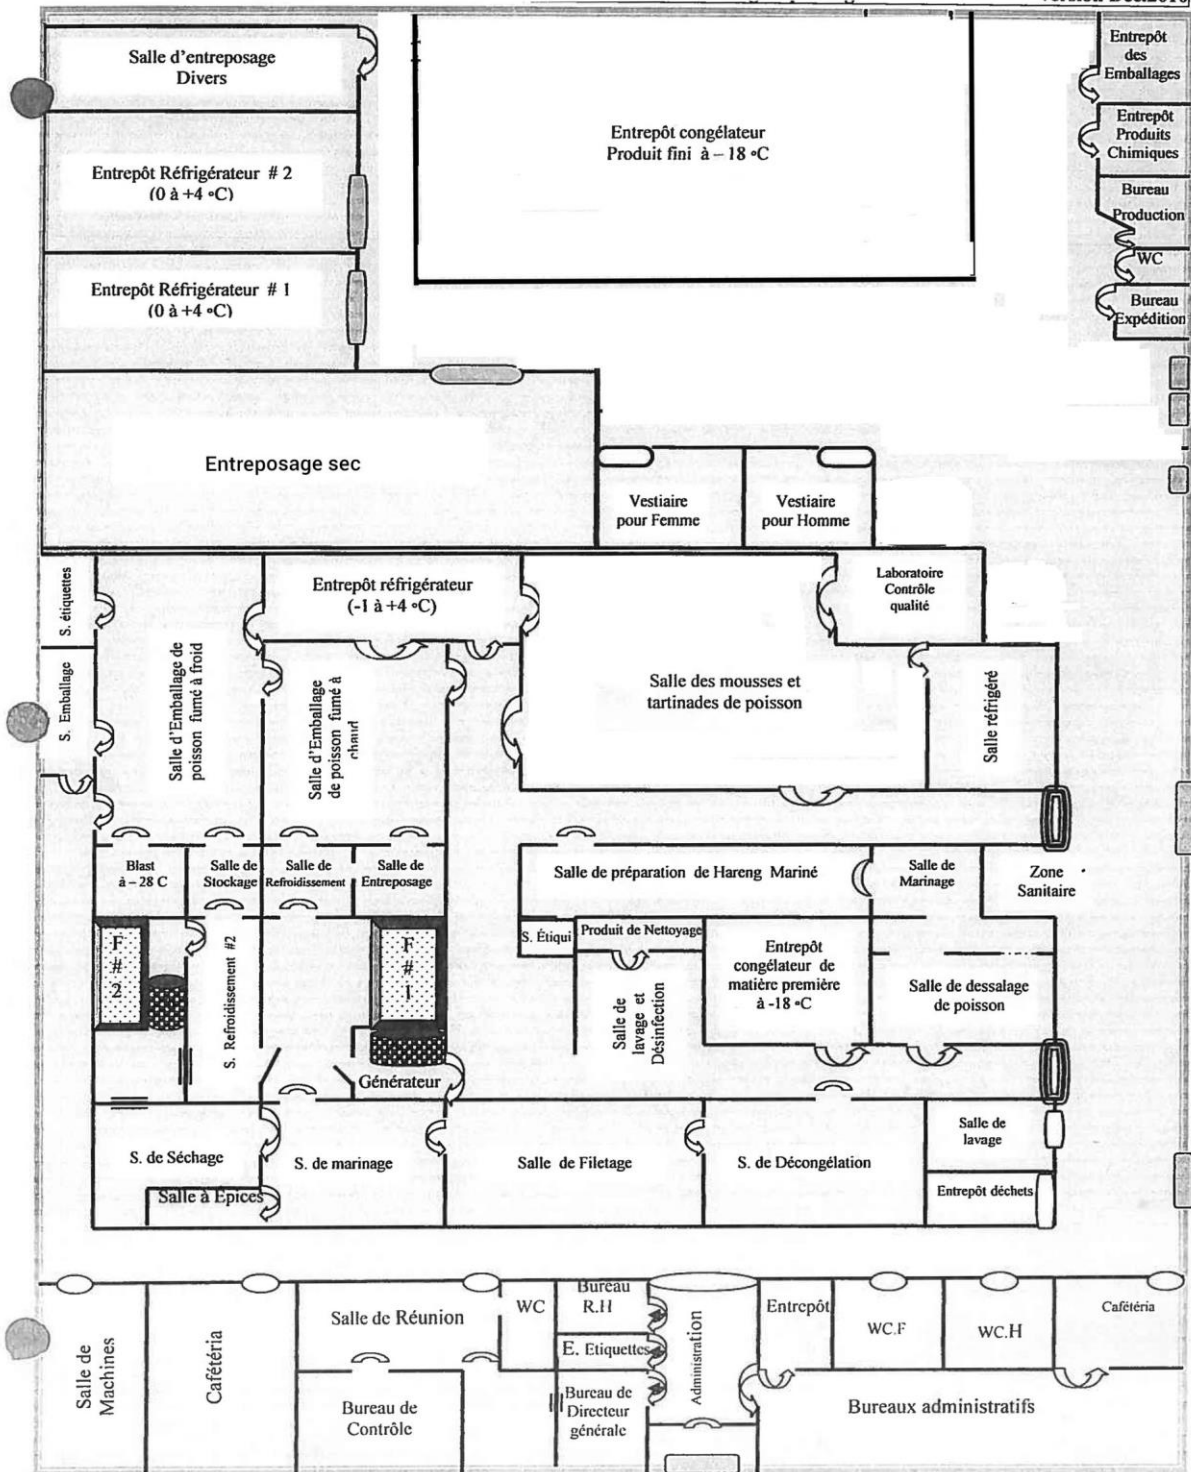 Salle d'entreposage
Divers
Entrepôt Réfrigérateur # 2
(0 à +4 °C)
Entrepôt Réfrigérateur # 1
(0 à +4 °C)
Entrepôt congélateur
Produit fini à – 18 °C
Entrepôt
des
Emballages
Entrepôt
Produits
Chimiques
Bureau
Production
WC
Bureau
Expédition
Entreposage sec
Vestiaire
pour Femme
Vestiaire
pour Homme
S. étiquettes
S. Emballage
Salle d'Emballage de
poisson fumé à froid
Entrepôt réfrigérateur
(-1 à +4 °C)
Salle d'Emballage
de poisson fumé à
chaud
Salle des mousses et
tartinades de poisson
Laboratoire
Contrôle
qualité
Salle réfrigéré
Blast
à – 28 C
Salle de
Stockage
Salle de
Refroidissement
Salle de
Entreposage
Salle de préparation de Hareng Mariné
Salle de
Marinage
Zone
Sanitaire
F
#
2
S. Refroidissement #2
F
#
1
Générateur
S. Étiqui
Produit de Nettoyage
Salle de
lavage et
Désinfection
Entrepôt
congélateur de
matière première
à -18 °C
Salle de dessalage
de poisson
S. de Séchage
Salle à Epices
S. de marinage
Salle de Filetage
S. de Décongélation
Salle de
lavage
Entrepôt déchets
Salle de
Machines
Cafétéria
Salle de Réunion
Bureau de
Contrôle
WC
Bureau
R.H
E. Etiquettes
Bureau de
Directeur
générale
Administration
Entrepôt
WC.F
WC.H
Cafétéria
Bureaux administratifs